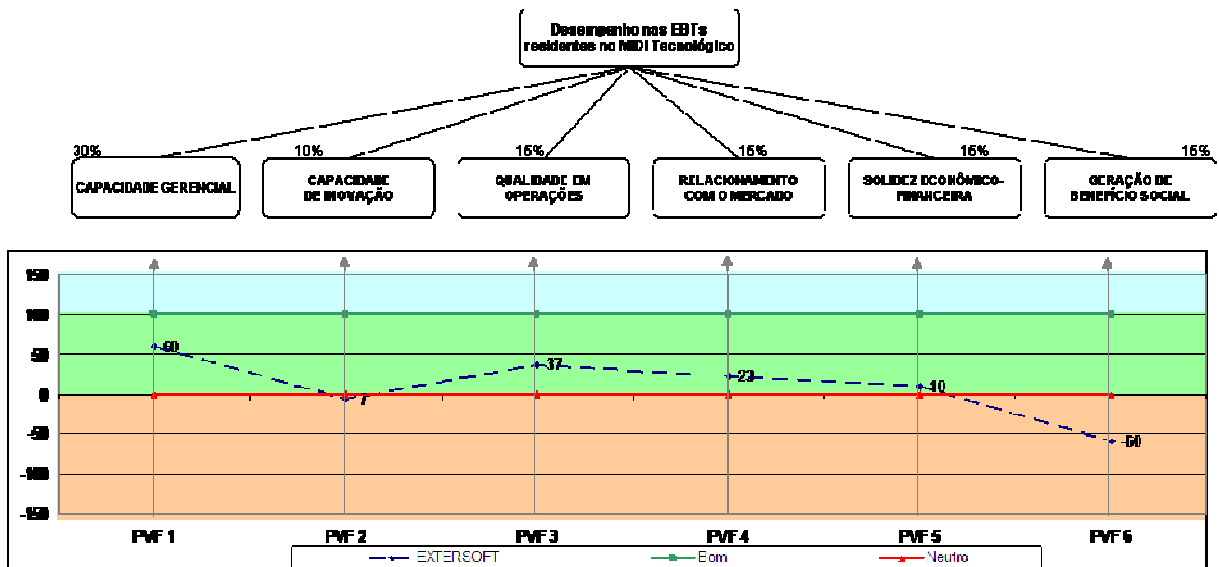 Desempenho nas EBTs
residentes no MIDI Tecnológico
30%
10%
15%
15%
15%
15%
CAPACIDADE GERENCIAL
CAPACIDADE
DE INOVAÇÃO
QUALIDADE EM
OPERAÇÕES
RELACIONAMENTO
COM O MERCADO
SOLIDEZ ECONÔMICO-
FINANCEIRA
GERAÇÃO DE
BENEFÍCIO SOCIAL
150
100
50
0
-50
-100
-150
60
-7
37
23
10
-60
PVF 1
PVF 2
PVF 3
PVF 4
PVF 5
PVF 6
EXTERSOFT
Bom
Neutro